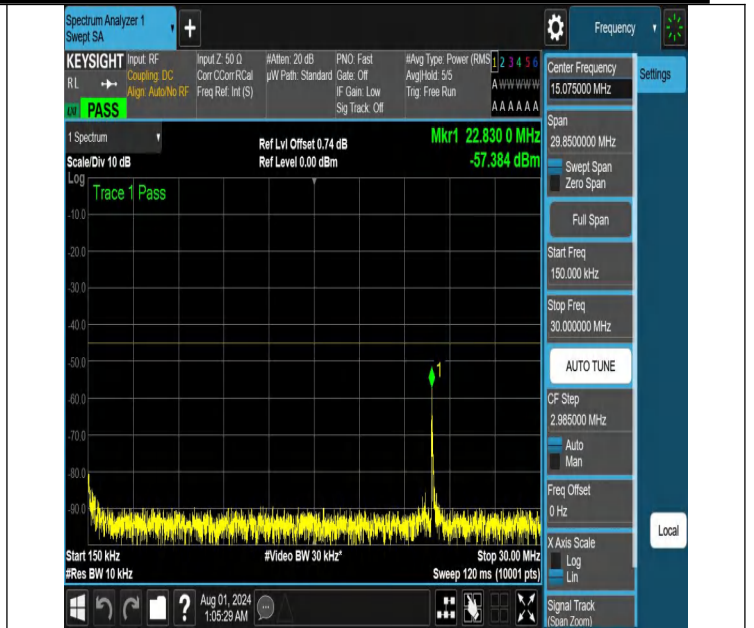 Spectrum Analyzer 1
Swept SA
+
Frequency
KEYSIGHT
RL
PASS
Input: RF
Coupling: DC
Align: Auto/No RF
Input Z: 50 Ω
Corr CCorr RCal
Freq Ref: Int (S)
#Atten: 20 dB
µW Path: Standard
PNO: Fast
Gate: Off
IF Gain: Low
Sig Track: Off
#Avg Type: Power (RMS
Avg|Hold: 5/5
Trig: Free Run
1 2 3 4 5 6
A W W W W W
A A A A A A
1 Spectrum
Scale/Div 10 dB
Ref Lvl Offset 0.74 dB
Ref Level 0.00 dBm
Mkr1 22.830 0 MHz
-57.384 dBm
Log
Trace 1 Pass
-10.0
-20.0
-30.0
-40.0
-50.0
-60.0
-70.0
-80.0
-90.0
1
Start 150 kHz
#Res BW 10 kHz
#Video BW 30 kHz*
Stop 30.00 MHz
Sweep 120 ms (10001 pts)
?
Aug 01, 2024
1:05:29 AM
Center Frequency
15.075000 MHz
Settings
Span
29.8500000 MHz
Swept Span
Zero Span
Full Span
Start Freq
150.000 kHz
Stop Freq
30.000000 MHz
AUTO TUNE
CF Step
2.985000 MHz
Auto
Man
Freq Offset
0 Hz
X Axis Scale
Log
Lin
Local
Signal Track
(Span Zoom)